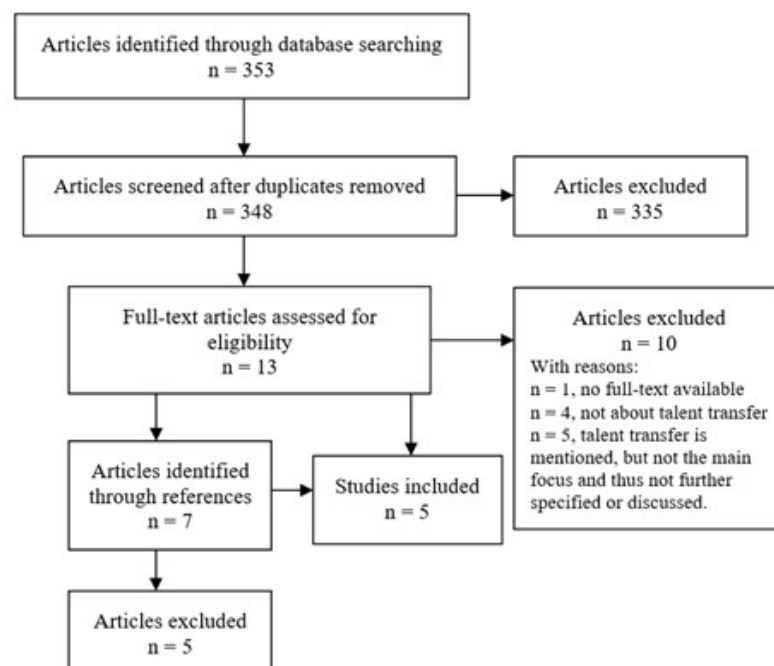 Articles identified through database searching
n = 353
Articles screened after duplicates removed
n = 348
Articles excluded
n = 335
Full-text articles assessed for
eligibility
n = 13
Articles excluded
n = 10
With reasons:
n = 1, no full-text available
n = 4, not about talent transfer
n = 5, talent transfer is
mentioned, but not the main
focus and thus not further
specified or discussed.
Articles identified
through references
n = 7
Studies included
n = 5
Articles excluded
n = 5